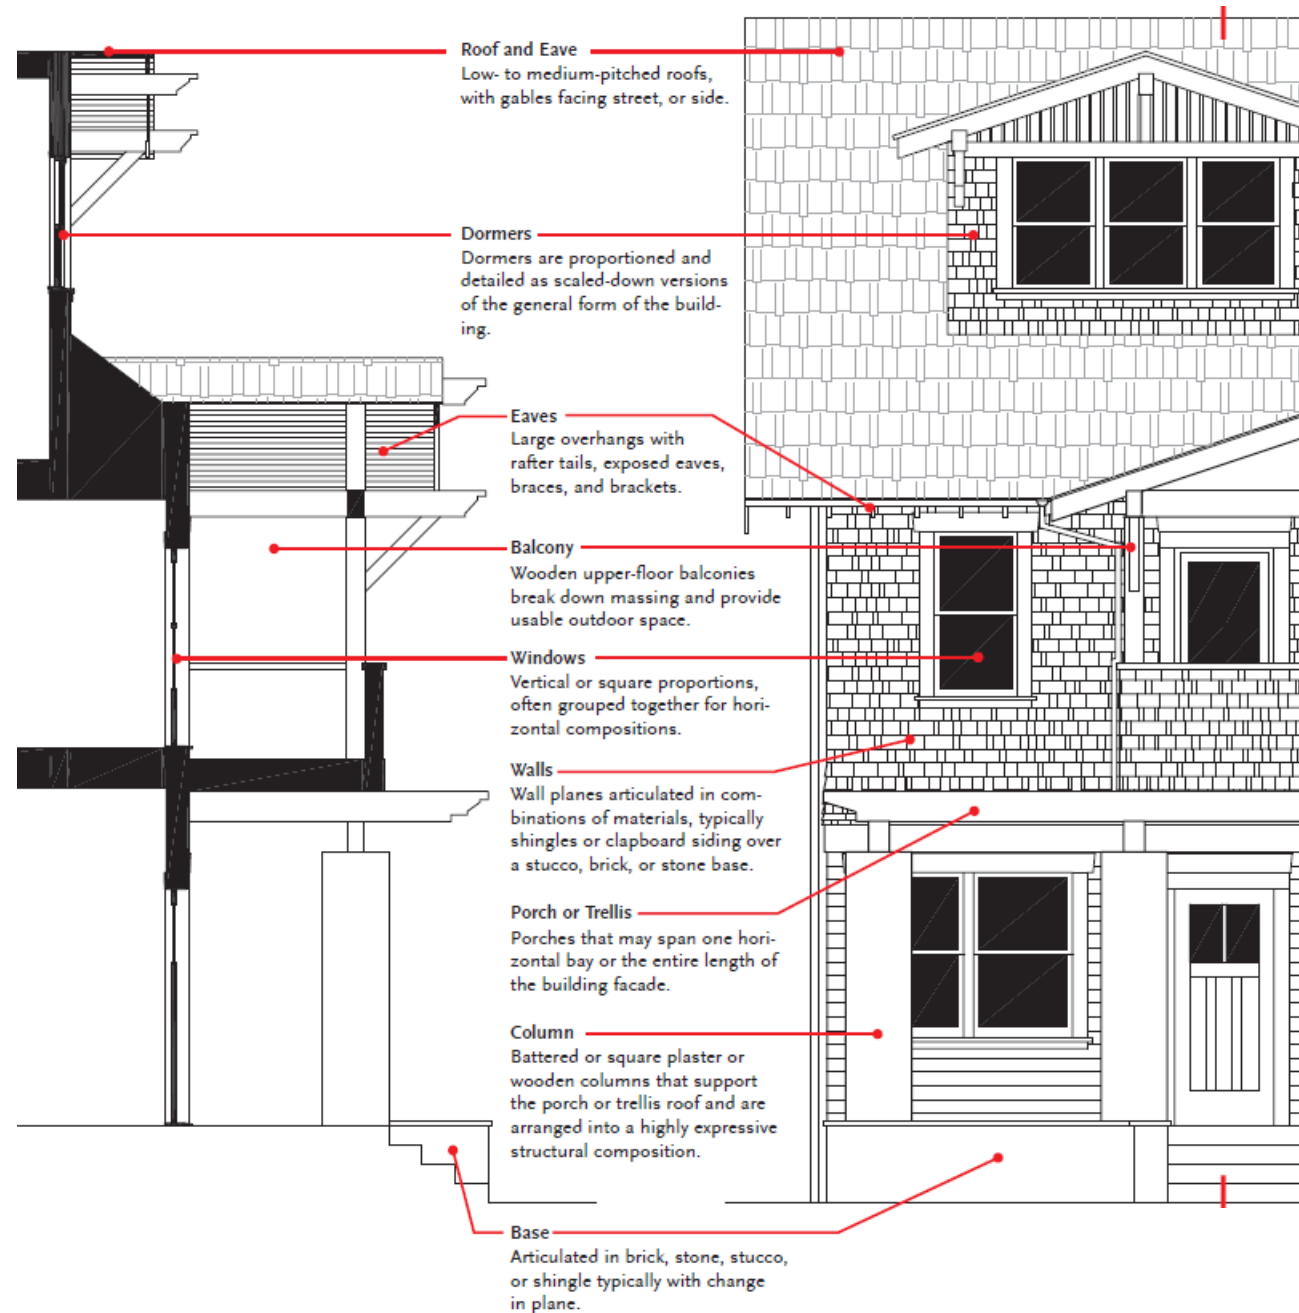 Roof and Eave
Low- to medium-pitched roofs,
with gables facing street, or side.
Dormers
Dormers are proportioned and
detailed as scaled-down versions
of the general form of the build-
ing.
Eaves
Large overhangs with
rafter tails, exposed eaves,
braces, and brackets.
Balcony
Wooden upper-floor balconies
break down massing and provide
usable outdoor space.
Windows
Vertical or square proportions,
often grouped together for hori-
zontal compositions.
Walls
Wall planes articulated in com-
binations of materials, typically
shingles or clapboard siding over
a stucco, brick, or stone base.
Porch or Trellis
Porches that may span one hori-
zontal bay or the entire length of
the building facade.
Column
Battered or square plaster or
wooden columns that support
the porch or trellis roof and are
arranged into a highly expressive
structural composition.
Base
Articulated in brick, stone, stucco,
or shingle typically with change
in plane.